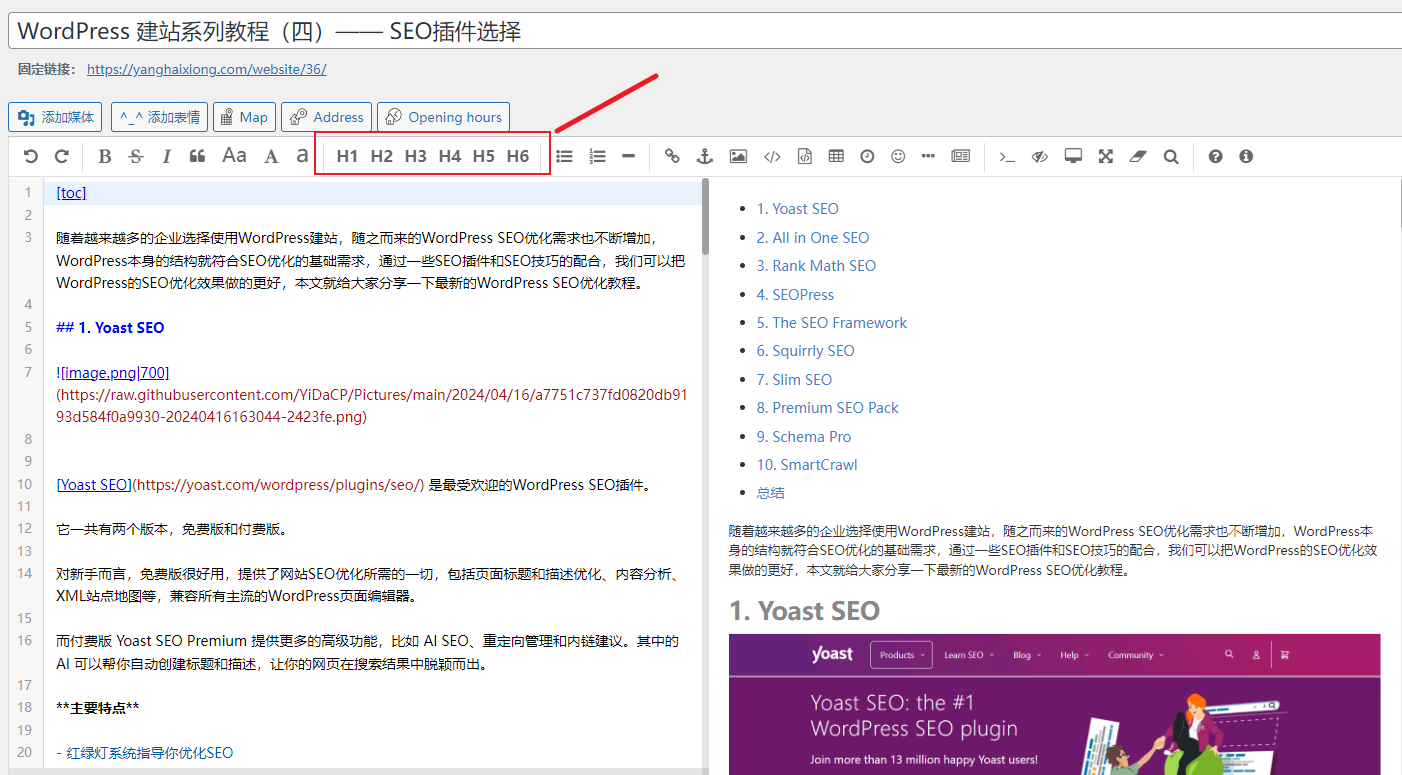 WordPress 建站系列教程（四）—— SEO插件选择
固定链接： https://yanghaixiong.com/website/36/
添加媒体 ^_^ 添加表情 Map Address Opening hours
B S I Aa A a H1 H2 H3 H4 H5 H6
1 [toc]
2
3 随着越来越多的企业选择使用WordPress建站，随之而来的WordPress SEO优化需求也不断增加，
WordPress本身的结构就符合SEO优化的基础需求，通过一些SEO插件和SEO技巧的配合，我们可以把
WordPress的SEO优化效果做的更好，本文就给大家分享一下最新的WordPress SEO优化教程。
4
5 ## 1. Yoast SEO
6
7 ![image.png|700]
(https://raw.githubusercontent.com/YiDaCP/Pictures/main/2024/04/16/a7751c737fd0820db91
93d584f0a9930-20240416163044-2423fe.png)
8
9
10 [Yoast SEO](https://yoast.com/wordpress/plugins/seo/) 是最受欢迎的WordPress SEO插件。
11
12 它一共有两个版本，免费版和付费版。
13
14 对新手而言，免费版很好用，提供了网站SEO优化所需的一切，包括页面标题和描述优化、内容分析、
XML站点地图等，兼容所有主流的WordPress页面编辑器。
15
16 而付费版 Yoast SEO Premium 提供更多的高级功能，比如 AI SEO、重定向管理和内链建议。其中的
AI 可以帮你自动创建标题和描述，让你的网页在搜索结果中脱颖而出。
17
18 **主要特点**
19
20 - 红绿灯系统指导你优化SEO
1. Yoast SEO
2. All in One SEO
3. Rank Math SEO
4. SEOPress
5. The SEO Framework
6. Squirrly SEO
7. Slim SEO
8. Premium SEO Pack
9. Schema Pro
10. SmartCrawl
总结
随着越来越多的企业选择使用WordPress建站，随之而来的WordPress SEO优化需求也不断增加，WordPress本
身的结构就符合SEO优化的基础需求，通过一些SEO插件和SEO技巧的配合，我们可以把WordPress的SEO优化效
果做的更好，本文就给大家分享一下最新的WordPress SEO优化教程。
1. Yoast SEO
yoast Products Learn SEO Blog Help Community
Yoast SEO: the #1
WordPress SEO plugin
Join more than 13 million happy Yoast users!